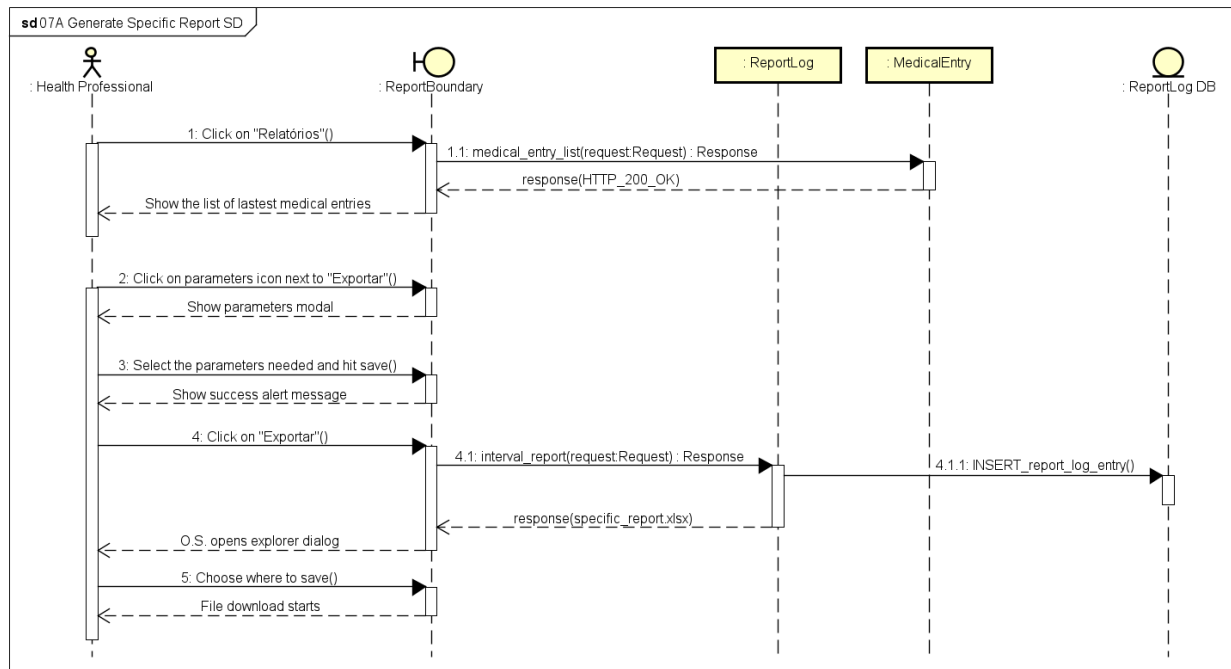 sd 07A Generate Specific Report SD
: Health Professional
: ReportBoundary
: ReportLog
: MedicalEntry
: ReportLog DB
1: Click on "Relatórios"()
1.1: medical_entry_list(request:Request) : Response
response(HTTP_200_OK)
Show the list of lastest medical entries
2: Click on parameters icon next to "Exportar"()
Show parameters modal
3: Select the parameters needed and hit save()
Show success alert message
4: Click on "Exportar"()
4.1: interval_report(request:Request) : Response
4.1.1: INSERT_report_log_entry()
response(specific_report.xlsx)
O.S. opens explorer dialog
5: Choose where to save()
File download starts